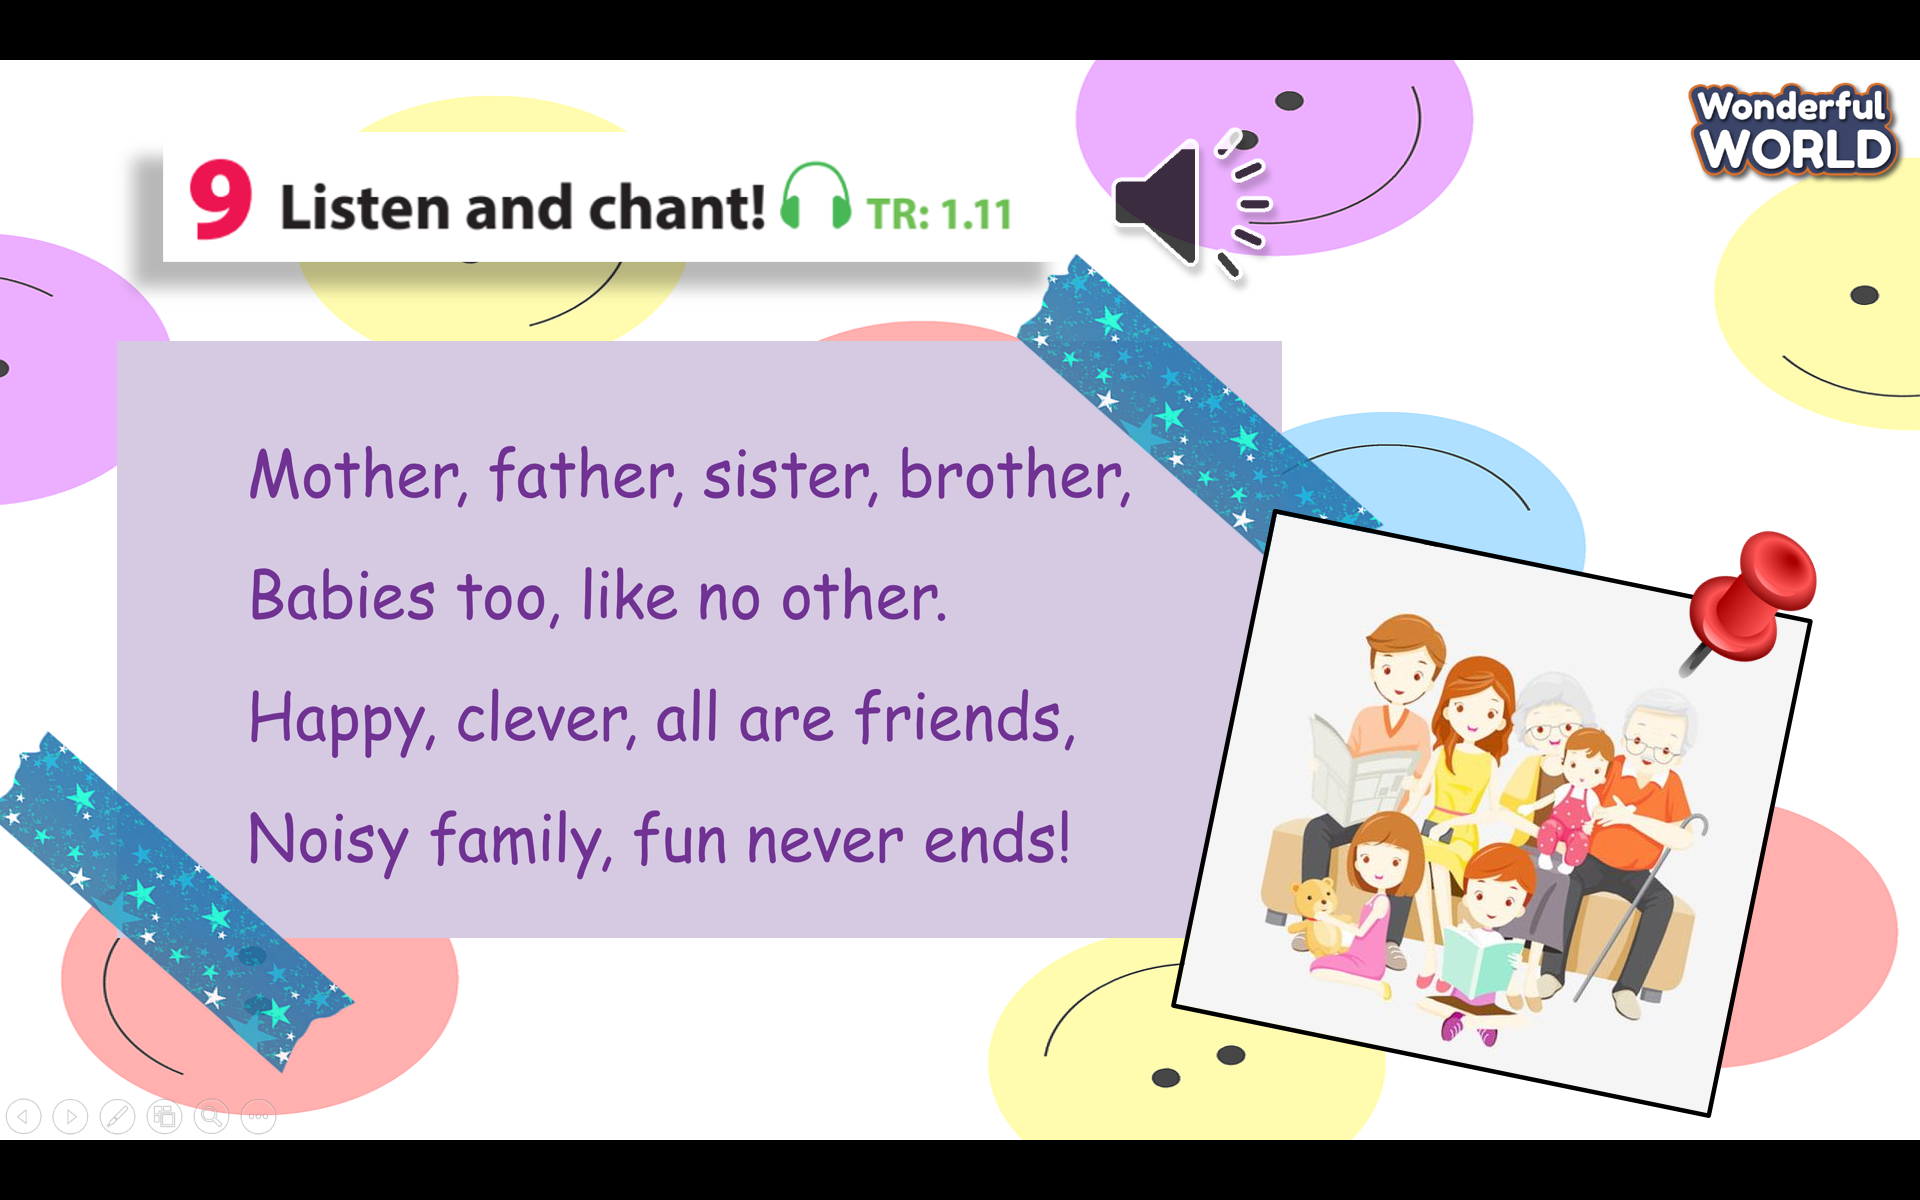 Wonderful
WORLD
9 Listen and chant! TR: 1.11
Mother, father, sister, brother,
Babies too, like no other.
Happy, clever, all are friends,
Noisy family, fun never ends!